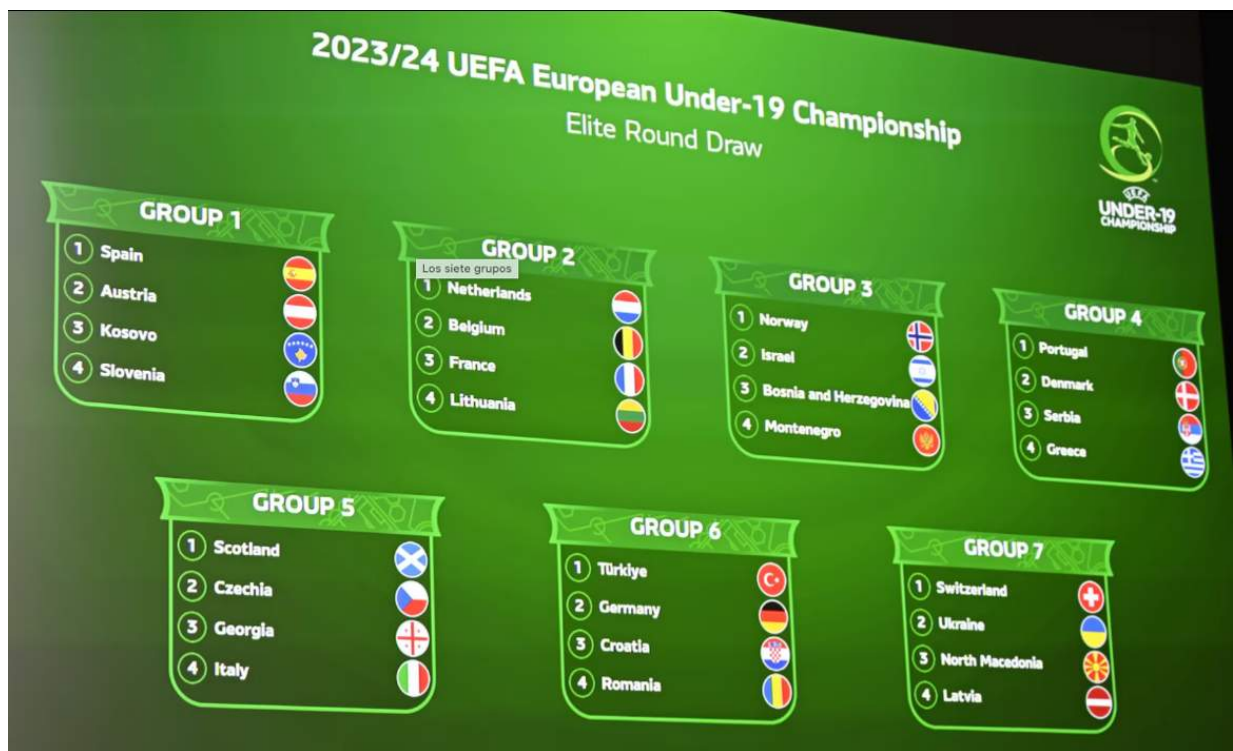 2023/24 UEFA European Under-19 Championship
Elite Round Draw
UEFA
UNDER-19
CHAMPIONSHIP
GROUP 1
1 Spain
2 Austria
3 Kosovo
4 Slovenia
GROUP 2
Los siete grupos
1 Netherlands
2 Belgium
3 France
4 Lithuania
GROUP 3
1 Norway
2 Israel
3 Bosnia and Herzegovina
4 Montenegro
GROUP 4
1 Portugal
2 Denmark
3 Serbia
4 Greece
GROUP 5
1 Scotland
2 Czechia
3 Georgia
4 Italy
GROUP 6
1 Türkiye
2 Germany
3 Croatia
4 Romania
GROUP 7
1 Switzerland
2 Ukraine
3 North Macedonia
4 Latvia